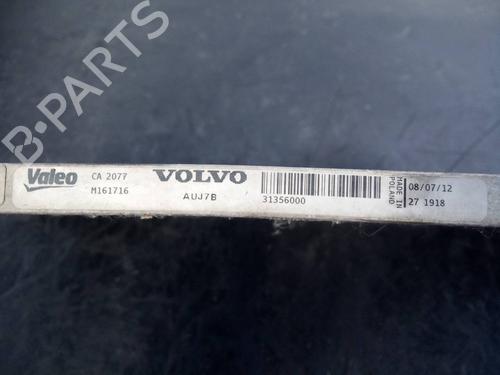 B-PARTS
Valeo
CA 2077
M161716
VOLVO
AUJ7B
31356000
MADE IN
POLAND
08/07/12
27 1918